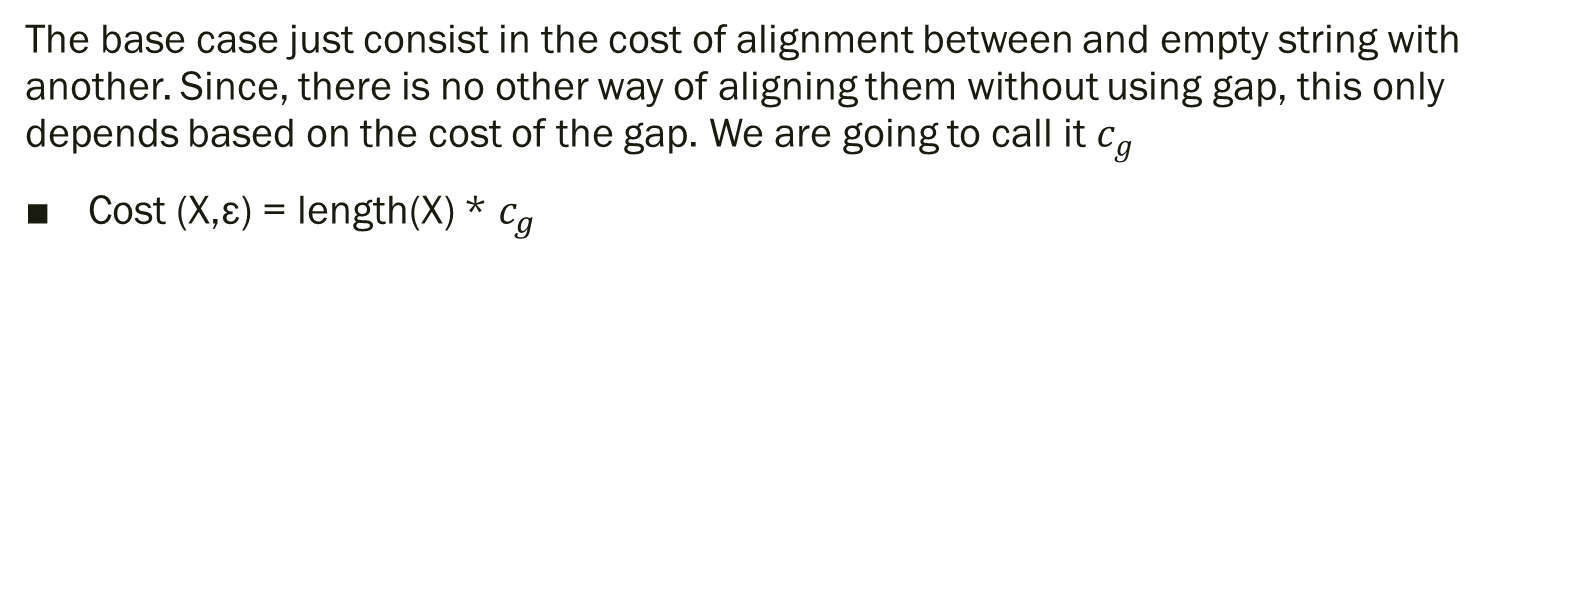 The base case just consist in the cost of alignment between and empty string with
another. Since, there is no other way of aligning them without using gap, this only
depends based on the cost of the gap. We are going to call it 𝑐𝑔
■ Cost (X,ε) = length(X) * 𝑐𝑔